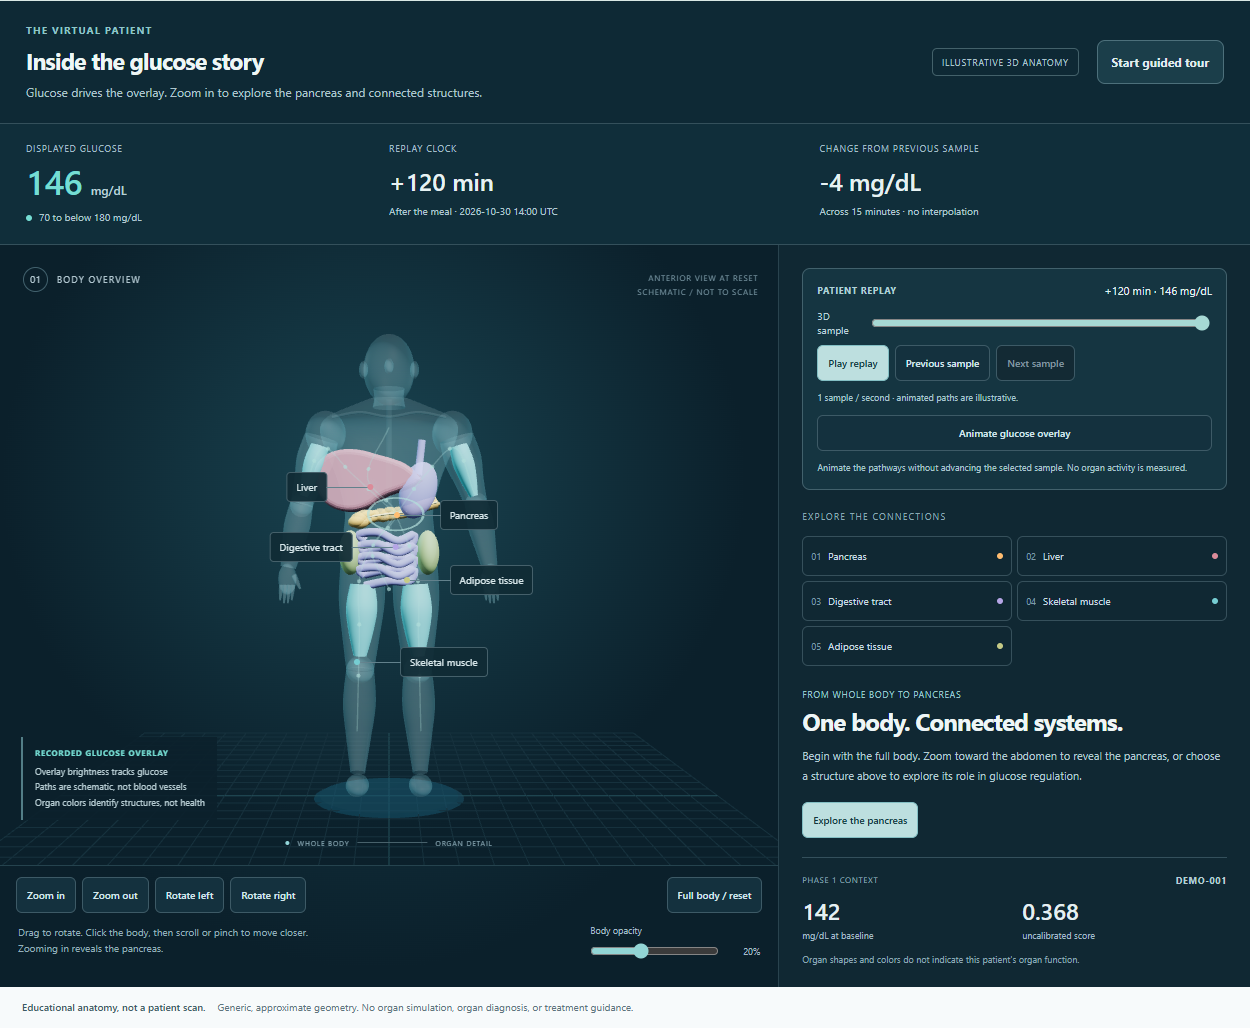 THE VIRTUAL PATIENT
Inside the glucose story
Glucose drives the overlay. Zoom in to explore the pancreas and connected structures.
ILLUSTRATIVE 3D ANATOMY
Start guided tour
DISPLAYED GLUCOSE
146 mg/dL
70 to below 180 mg/dL
REPLAY CLOCK
+120 min
After the meal · 2026-10-30 14:00 UTC
CHANGE FROM PREVIOUS SAMPLE
-4 mg/dL
Across 15 minutes · no interpolation
01 BODY OVERVIEW
ANTERIOR VIEW AT RESET
SCHEMATIC / NOT TO SCALE
Liver
Pancreas
Digestive tract
Adipose tissue
Skeletal muscle
RECORDED GLUCOSE OVERLAY
Overlay brightness tracks glucose
Paths are schematic, not blood vessels
Organ colors identify structures, not health
WHOLE BODY
ORGAN DETAIL
Zoom in
Zoom out
Rotate left
Rotate right
Full body / reset
Drag to rotate. Click the body, then scroll or pinch to move closer.
Zooming in reveals the pancreas.
Body opacity
20%
PATIENT REPLAY
+120 min · 146 mg/dL
3D
sample
Play replay
Previous sample
Next sample
1 sample / second · animated paths are illustrative.
Animate glucose overlay
Animate the pathways without advancing the selected sample. No organ activity is measured.
EXPLORE THE CONNECTIONS
01 Pancreas
02 Liver
03 Digestive tract
04 Skeletal muscle
05 Adipose tissue
FROM WHOLE BODY TO PANCREAS
One body. Connected systems.
Begin with the full body. Zoom toward the abdomen to reveal the pancreas, or choose
a structure above to explore its role in glucose regulation.
Explore the pancreas
PHASE 1 CONTEXT
DEMO-001
142
mg/dL at baseline
0.368
uncalibrated score
Organ shapes and colors do not indicate this patient's organ function.
Educational anatomy, not a patient scan. Generic, approximate geometry. No organ simulation, organ diagnosis, or treatment guidance.